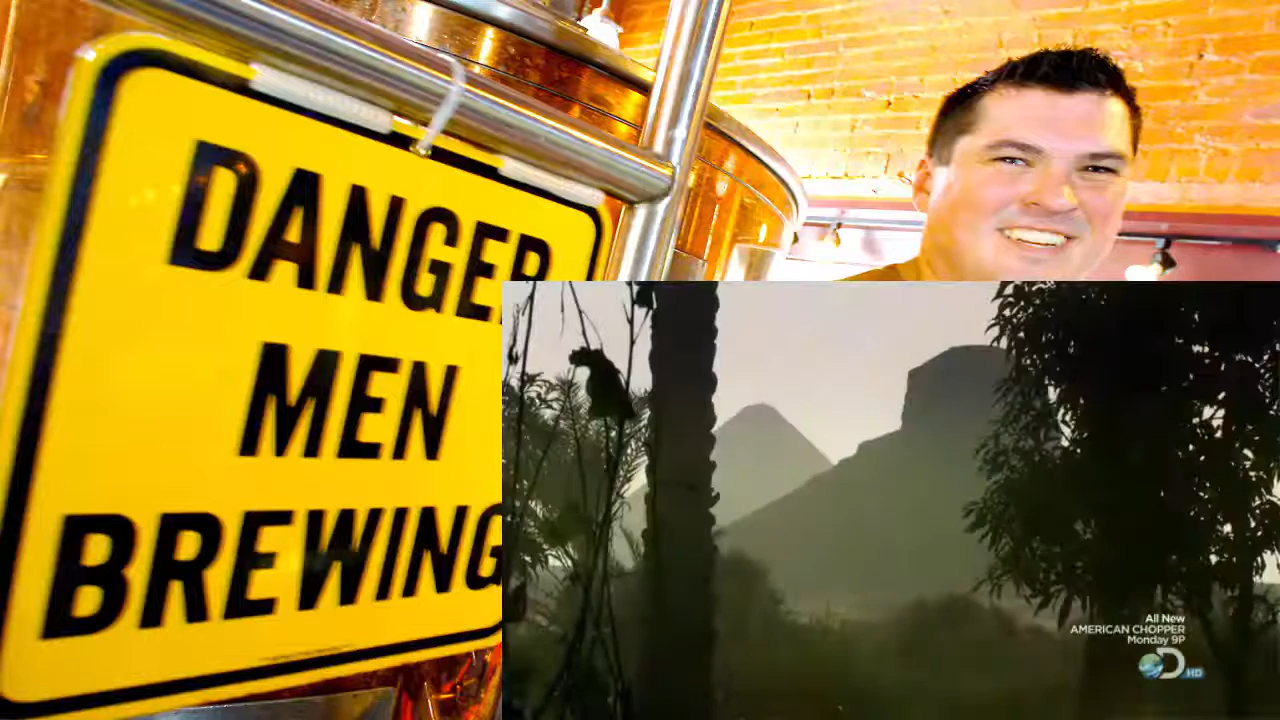 DANGER
MEN
BREWING
All New
AMERICAN CHOPPER
Monday 9P
D HD